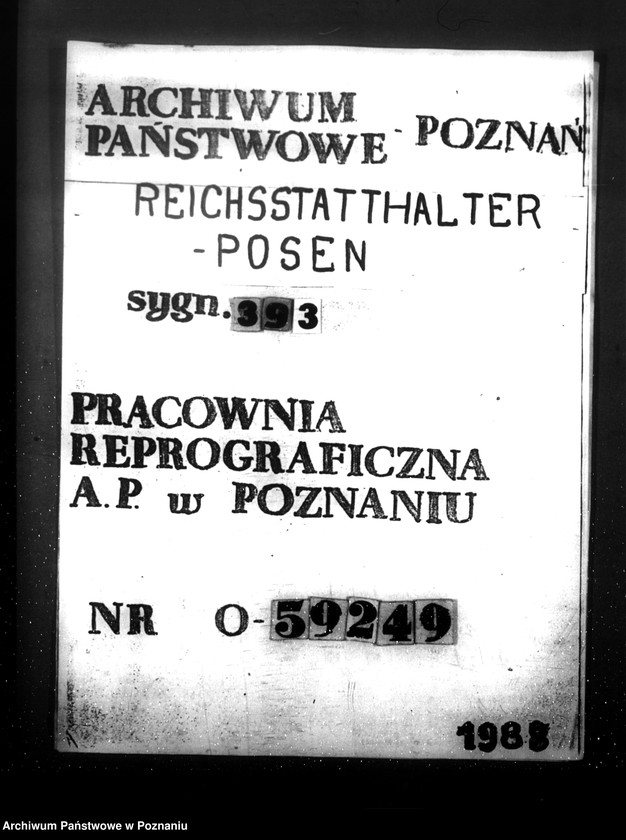 ARCHIWUM
PAŃSTWOWE - POZNAŃ
REICHSSTATTHALTER
-POSEN
sygn. 393
PRACOWNIA
REPROGRAFICZNA
A.P. w POZNANIU
NR O-59249
1988
Archiwum Państwowe w Poznaniu